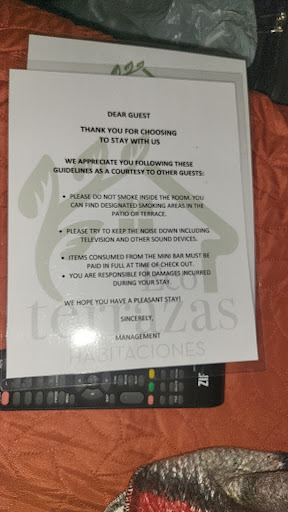 DEAR GUEST
THANK YOU FOR CHOOSING
TO STAY WITH US
WE APPRECIATE YOU FOLLOWING THESE
GUIDELINES AS A COURTESY TO OTHER GUESTS:
• PLEASE DO NOT SMOKE INSIDE THE ROOM. YOU
CAN FIND DESIGNATED SMOKING AREAS IN THE
PATIO OR TERRACE.
• PLEASE TRY TO KEEP THE NOISE DOWN INCLUDING
TELEVISION AND OTHER SOUND DEVICES.
• ITEMS CONSUMED FROM THE MINI BAR MUST BE
PAID IN FULL AT TIME OR CHECK OUT.
• YOU ARE RESPONSIBLE FOR DAMAGES INCURRED
DURING YOUR STAY.
Eco
WE HOPE YOU HAVE A PLEASANT STAY!
terrazas
SINCERELY,
MANAGEMENT
HABITACIONES